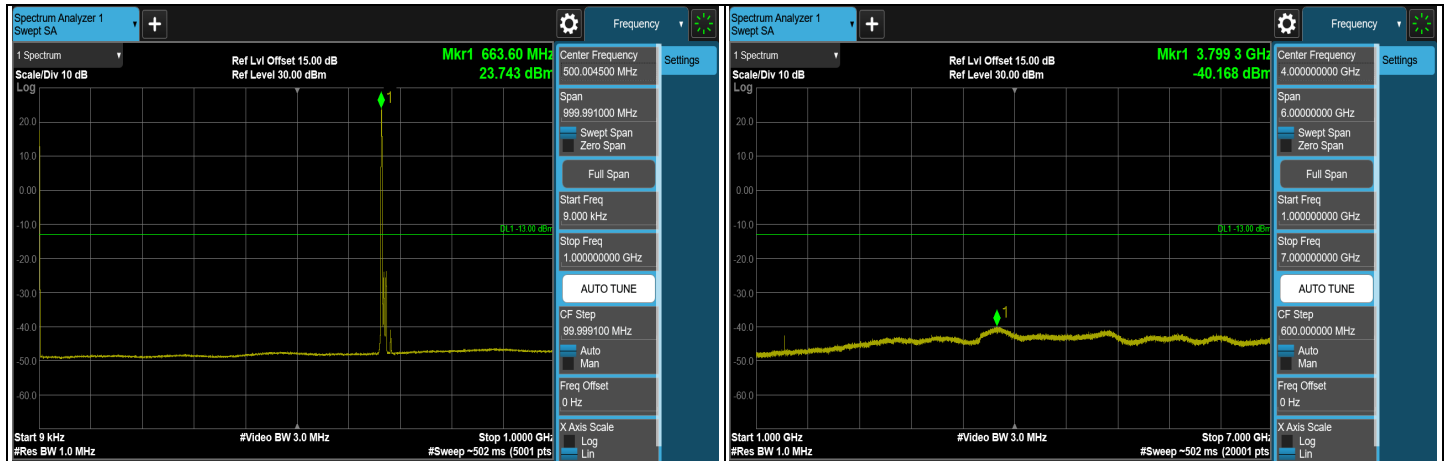 Spectrum Analyzer 1
Swept SA
+
Frequency
1 Spectrum
Scale/Div 10 dB
Log
Ref Lvl Offset 15.00 dB
Ref Level 30.00 dBm
Mkr1 663.60 MHz
23.743 dBm
1
20.0
10.0
0.00
-10.0
-20.0
-30.0
-40.0
-50.0
-60.0
DL1 -13.00 dBm
Start 9 kHz
#Res BW 1.0 MHz
#Video BW 3.0 MHz
Stop 1.0000 GHz
#Sweep ~502 ms (5001 pts
Center Frequency
500.004500 MHz
Settings
Span
999.991000 MHz
Swept Span
Zero Span
Full Span
Start Freq
9.000 kHz
Stop Freq
1.000000000 GHz
AUTO TUNE
CF Step
99.999100 MHz
Auto
Man
Freq Offset
0 Hz
X Axis Scale
Log
Lin
Spectrum Analyzer 1
Swept SA
+
Frequency
1 Spectrum
Scale/Div 10 dB
Log
Ref Lvl Offset 15.00 dB
Ref Level 30.00 dBm
Mkr1 3.799 3 GHz
-40.168 dBm
1
20.0
10.0
0.00
-10.0
-20.0
-30.0
-40.0
-50.0
-60.0
DL1 -13.00 dBm
Start 1.000 GHz
#Res BW 1.0 MHz
#Video BW 3.0 MHz
Stop 7.000 GHz
#Sweep ~502 ms (20001 pts
Center Frequency
4.000000000 GHz
Settings
Span
6.00000000 GHz
Swept Span
Zero Span
Full Span
Start Freq
1.000000000 GHz
Stop Freq
7.000000000 GHz
AUTO TUNE
CF Step
600.000000 MHz
Auto
Man
Freq Offset
0 Hz
X Axis Scale
Log
Lin